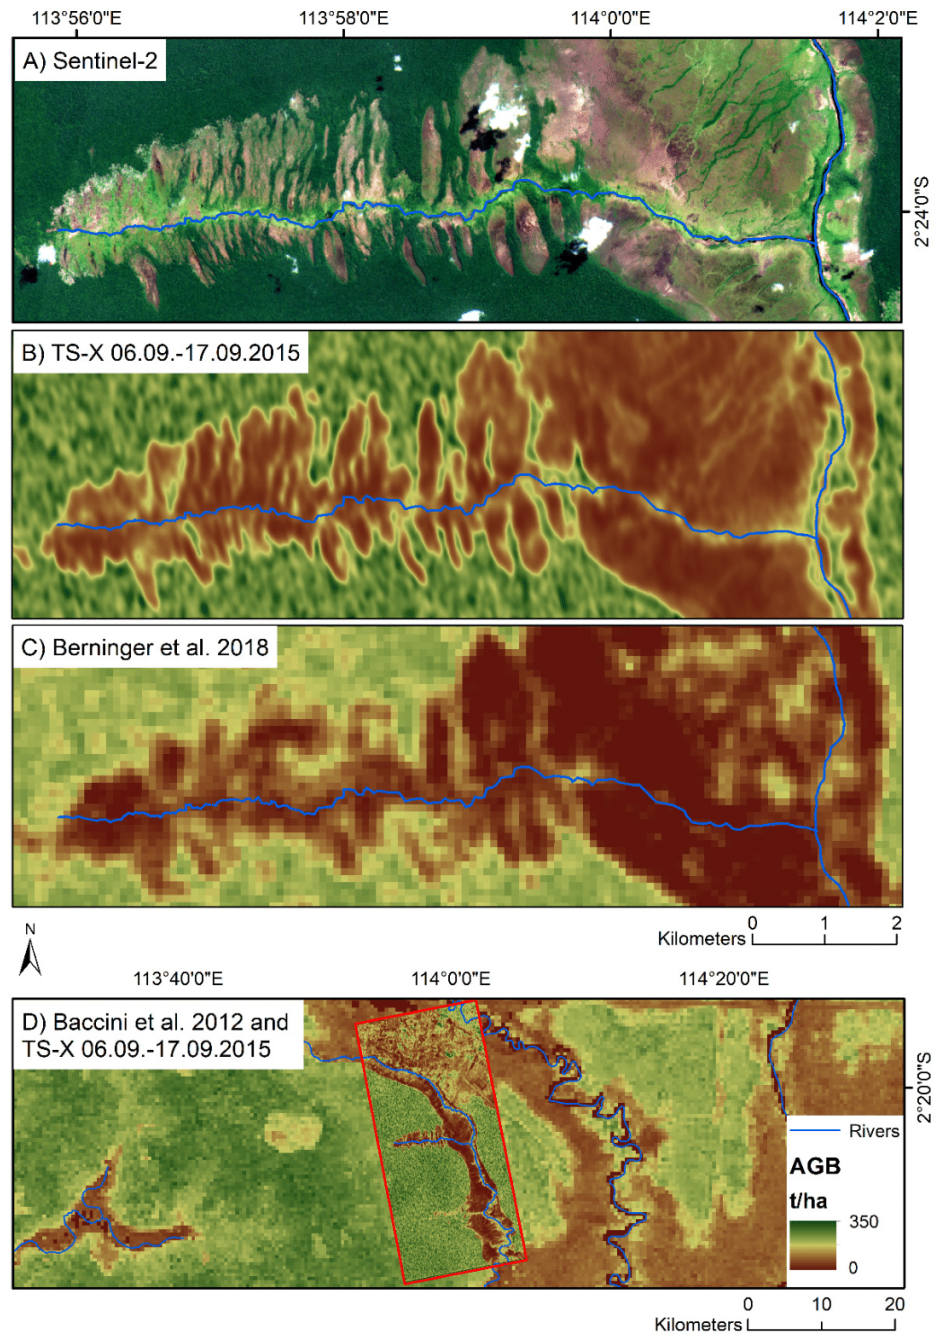 113°56'0"E 113°58'0"E 114°0'0"E 114°2'0"E
A) Sentinel-2
2°24'0"S
B) TS-X 06.09.-17.09.2015
C) Berninger et al. 2018
0 1 2
Kilometers
N
113°40'0"E 114°0'0"E 114°20'0"E
D) Baccini et al. 2012 and
TS-X 06.09.-17.09.2015
2°20'0"S
Rivers
AGB
t/ha
350
0
0 10 20
Kilometers